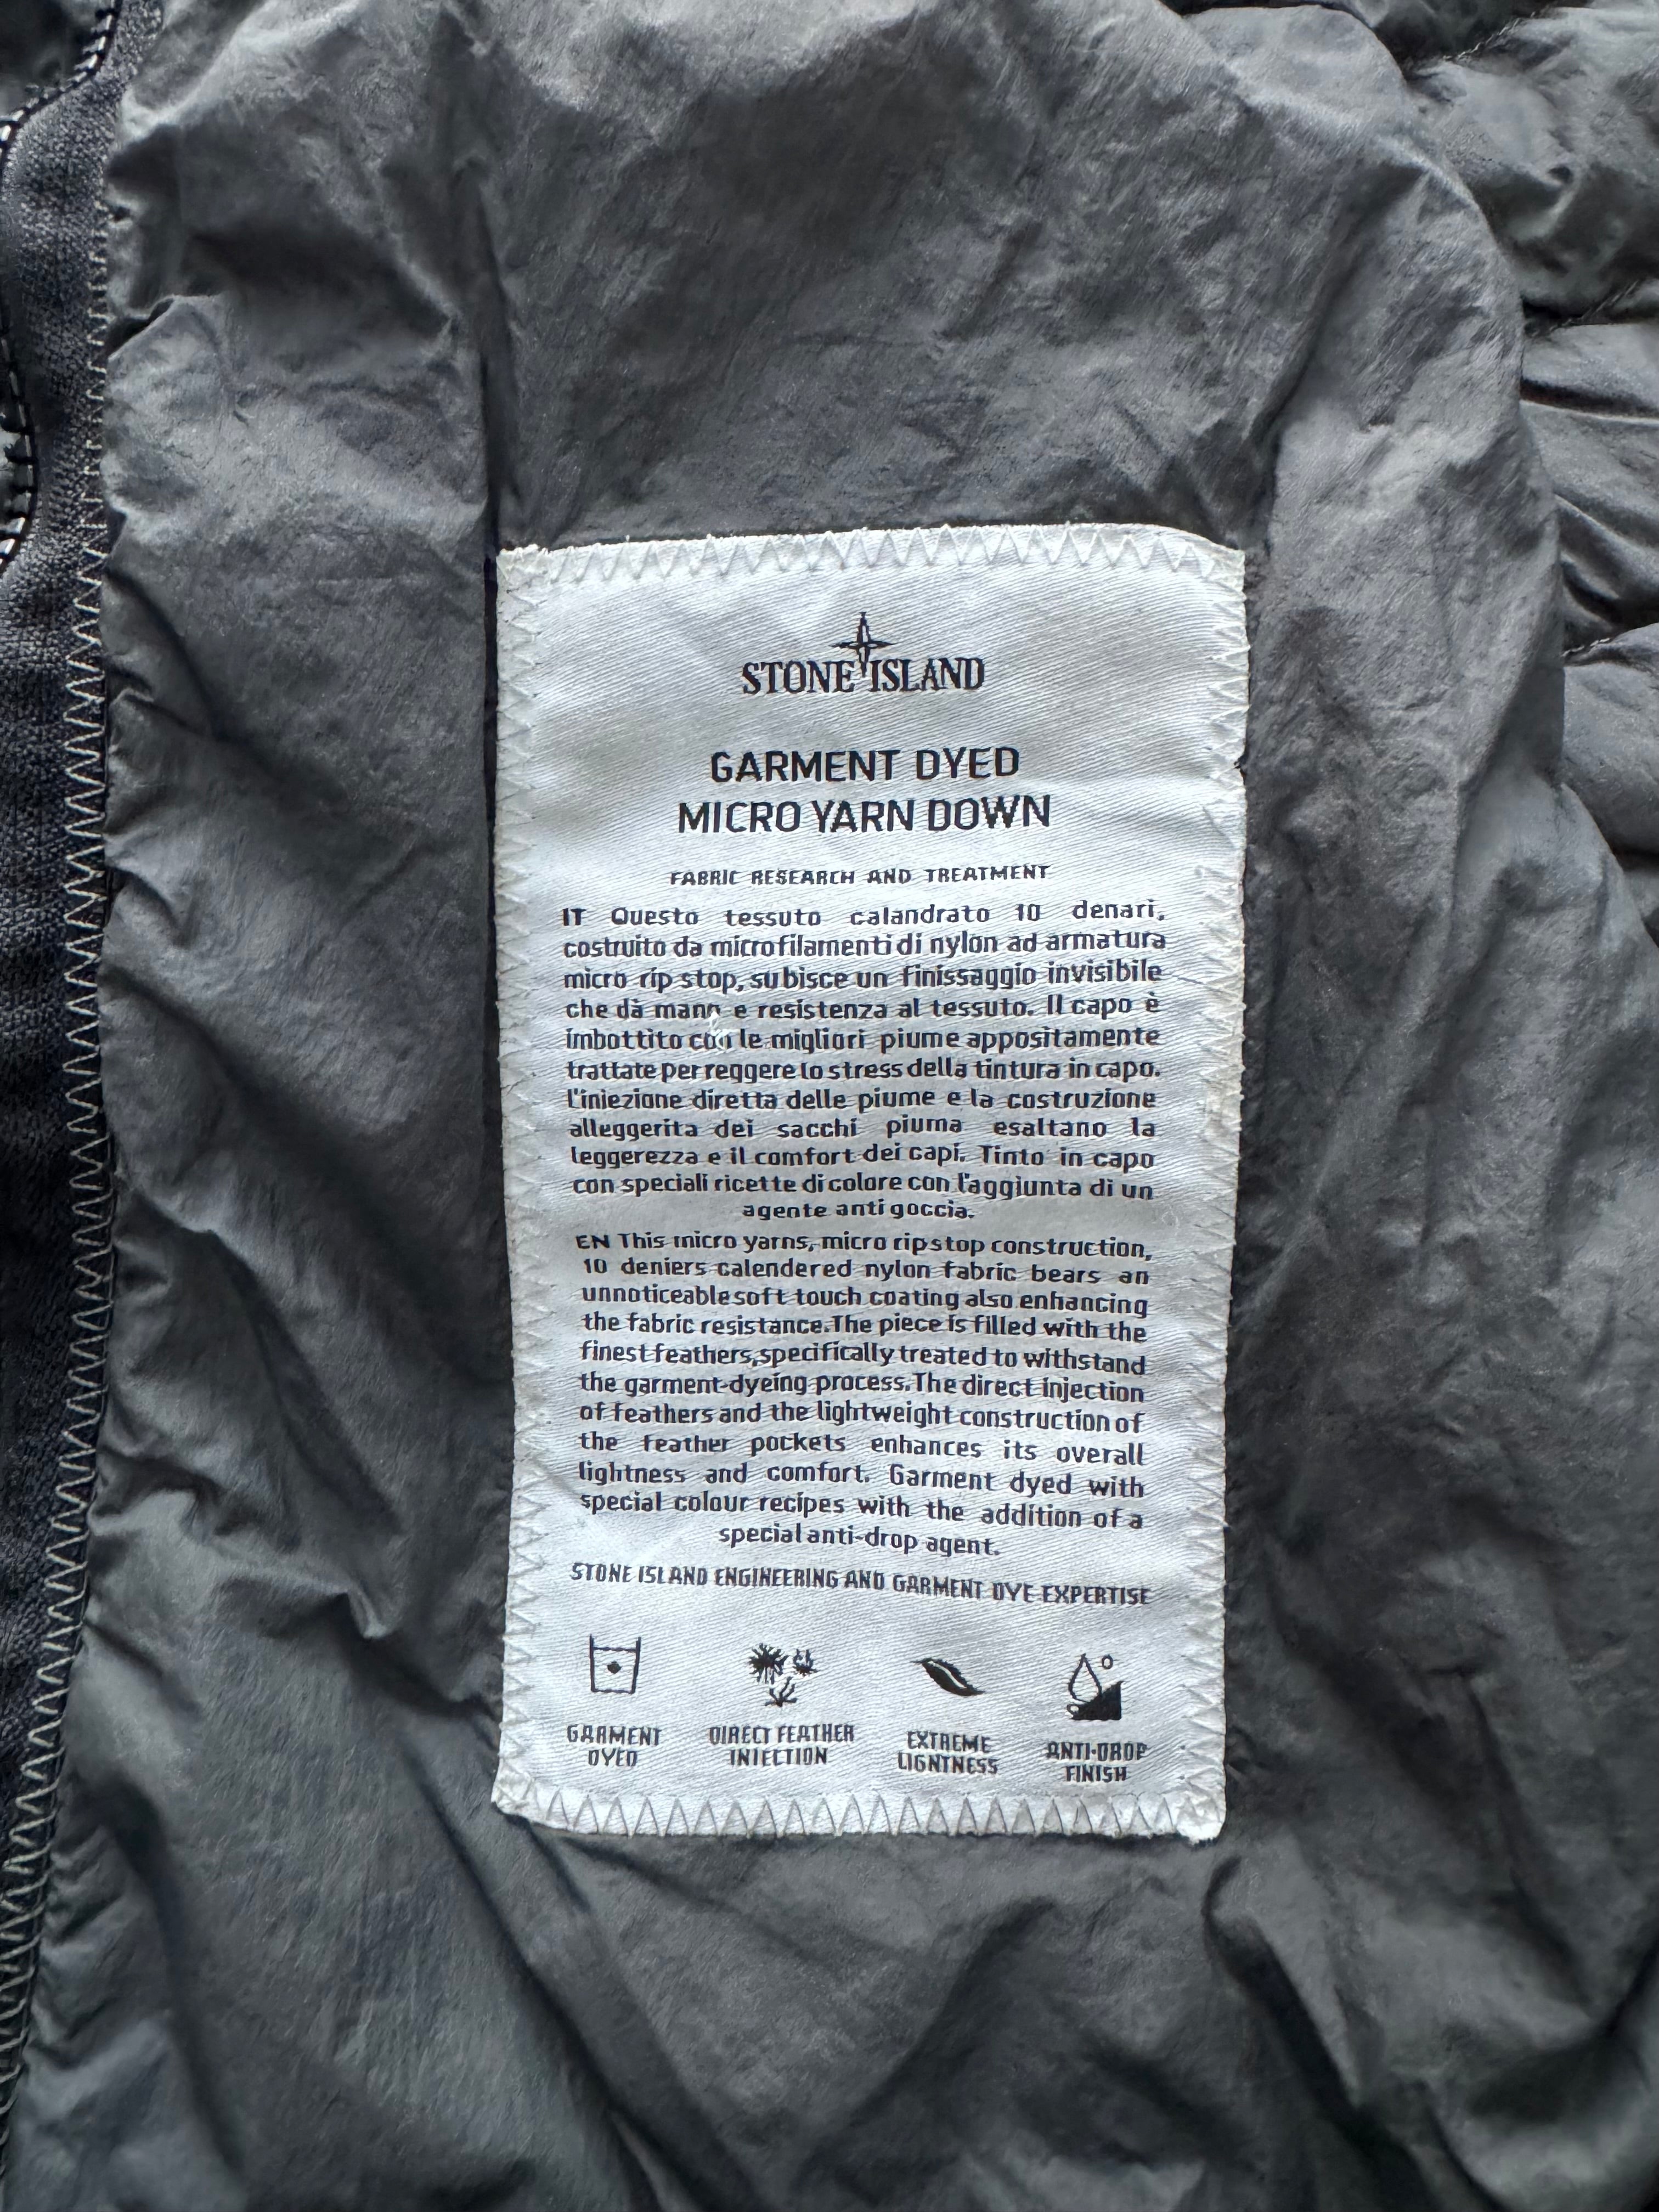 STONE ISLAND
GARMENT DYED
MICRO YARN DOWN
FABRIC RESEARCH AND TREATMENT
IT Questo tessuto calandrato 10 denari,
costruito da microfilamenti di nylon ad armatura
micro rip stop, subisce un finissaggio invisibile
che dà mano e resistenza al tessuto. Il capo è
imbottito con le migliori piume appositamente
trattate per reggere lo stress della tintura in capo.
L'iniezione diretta delle piume e la costruzione
alleggerita dei sacchi piuma esaltano la
leggerezza e il comfort dei capi. Tinto in capo
con speciali ricette di colore con l'aggiunta di un
agente anti goccia.
EN This micro yarns, micro ripstop construction,
10 deniers calendered nylon fabric bears an
unnoticeable soft touch coating also enhancing
the fabric resistance. The piece is filled with the
finest feathers, specifically treated to withstand
the garment-dyeing process. The direct injection
of feathers and the lightweight construction of
the feather pockets enhances its overall
lightness and comfort. Garment dyed with
special colour recipes with the addition of a
special anti-drop agent.
STONE ISLAND ENGINEERING AND GARMENT DYE EXPERTISE
GARMENT DYED
DIRECT FEATHER INJECTION
EXTREME LIGHTNESS
ANTI-DROP FINISH